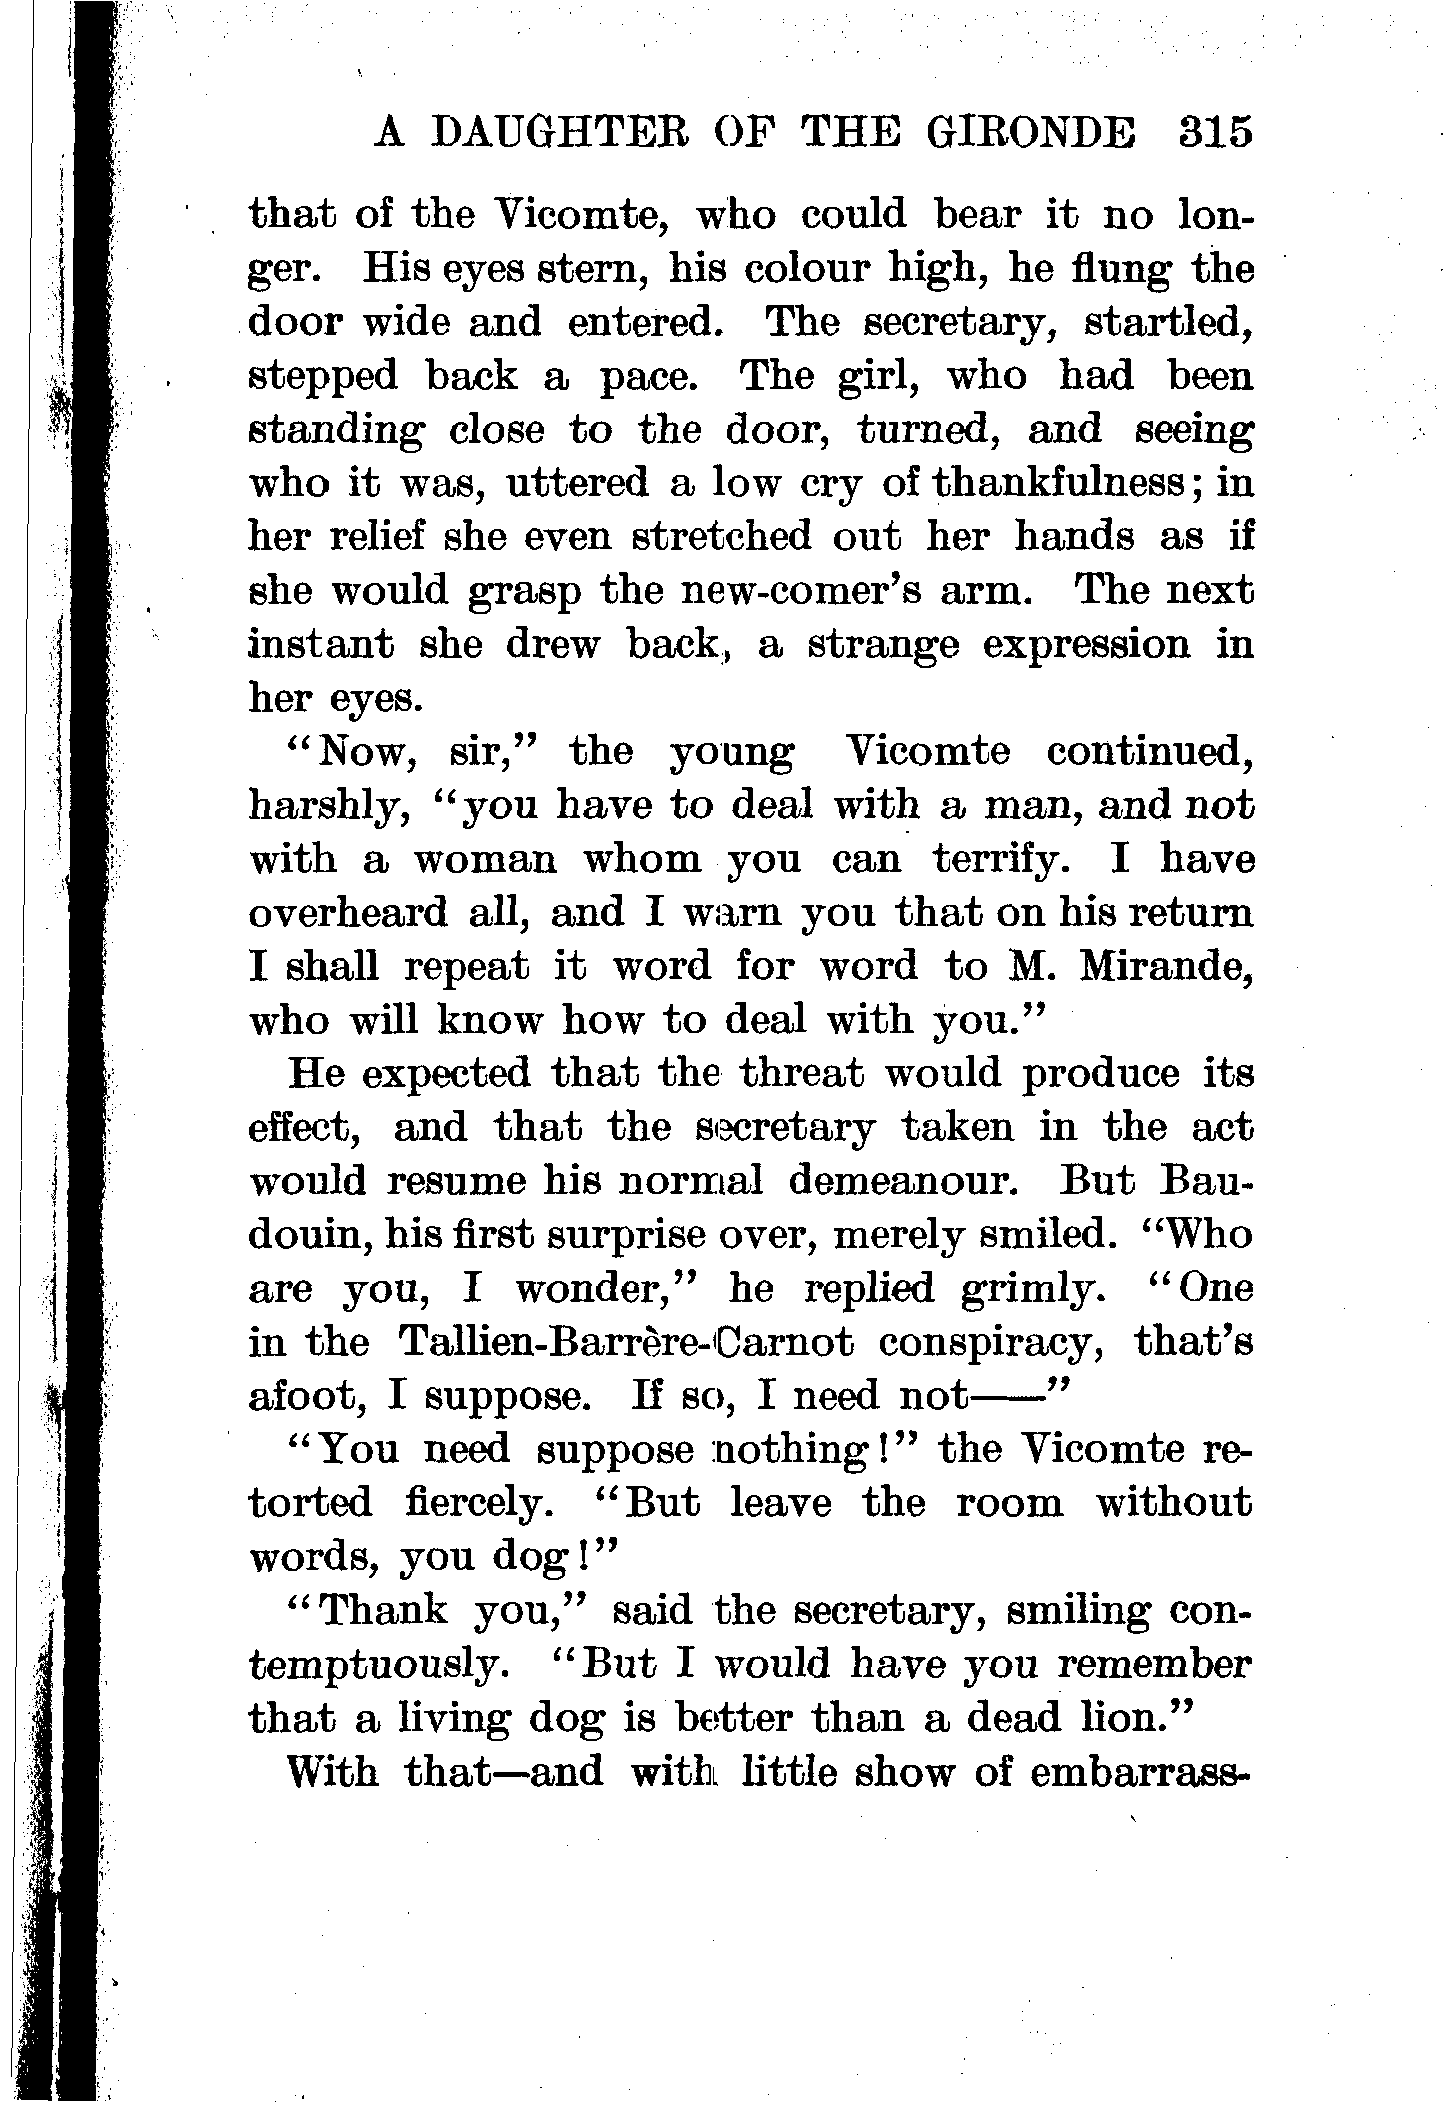 A DAUGHTER OF THE GIRONDE 315
that of the Vicomte, who could bear it no lon-
ger. His eyes stern, his colour high, he flung the
door wide and entered. The secretary, startled,
stepped back a pace. The girl, who had been
standing close to the door, turned, and seeing
who it was, uttered a low cry of thankfulness; in
her relief she even stretched out her hands as if
she would grasp the new-comer's arm. The next
instant she drew back, a strange expression in
her eyes.
"Now, sir," the young Vicomte continued,
harshly, "you have to deal with a man, and not
with a woman whom you can terrify. I have
overheard all, and I warn you that on his return
I shall repeat it word for word to M. Mirande,
who will know how to deal with you."
He expected that the threat would produce its
effect, and that the secretary taken in the act
would resume his normal demeanour. But Bau-
douin, his first surprise over, merely smiled. "Who
are you, I wonder," he replied grimly. "One
in the Tallien-Barrère-Carnot conspiracy, that's
afoot, I suppose. If so, I need not——"
"You need suppose nothing!" the Vicomte re-
torted fiercely. "But leave the room without
words, you dog!"
"Thank you," said the secretary, smiling con-
temptuously. "But I would have you remember
that a living dog is better than a dead lion."
With that—and with little show of embarrass-